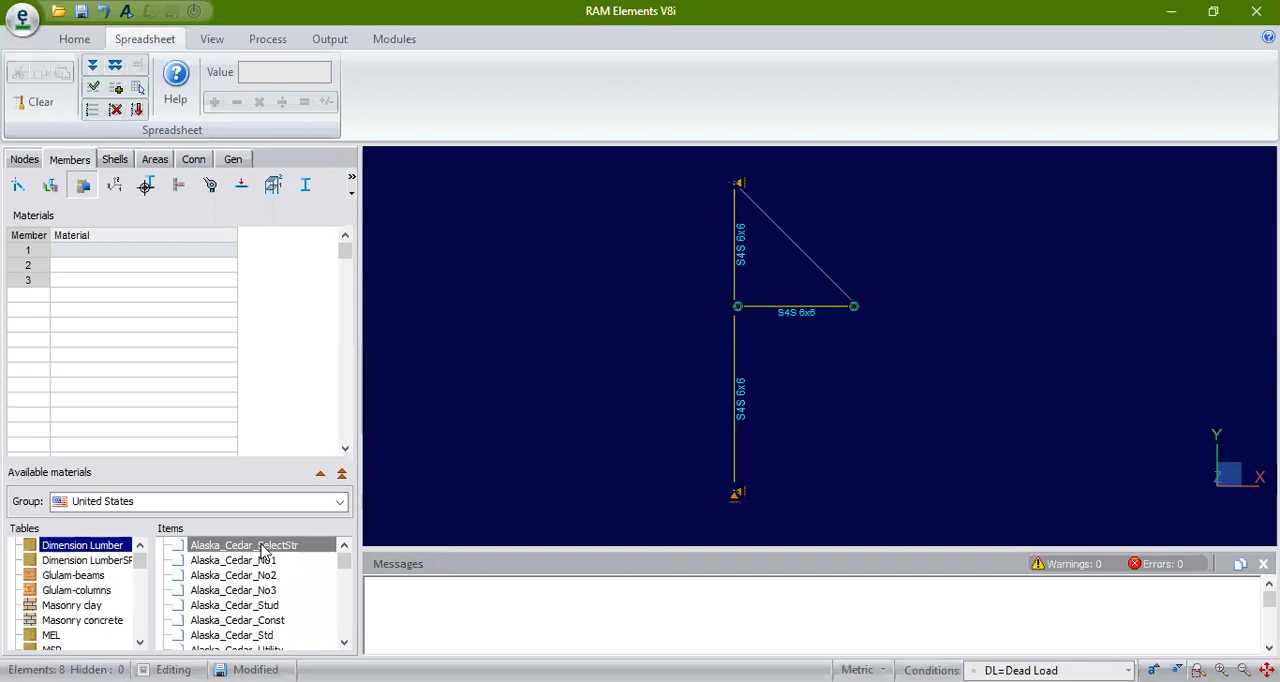 RAM Elements V8i
Home Spreadsheet View Process Output Modules
Clear
Help
Value
Spreadsheet
Nodes Members Shells Areas Conn Gen
Materials
Member Material
1
2
3
Available materials
Group: United States
Tables Items
Dimension Lumber Alaska_Cedar_SelectStr
Dimension LumberSP Alaska_Cedar_No1
Glulam-beams Alaska_Cedar_No2
Glulam-columns Alaska_Cedar_No3
Masonry clay Alaska_Cedar_Stud
Masonry concrete Alaska_Cedar_Const
MEL Alaska_Cedar_Std
MSR Alaska_Cedar_Utility
S4S 6x6
S4S 6x6
S4S 6x6
Y
Z X
Messages Warnings: 0 Errors: 0
Elements: 8 Hidden : 0 Editing Modified Metric Conditions: DL=Dead Load